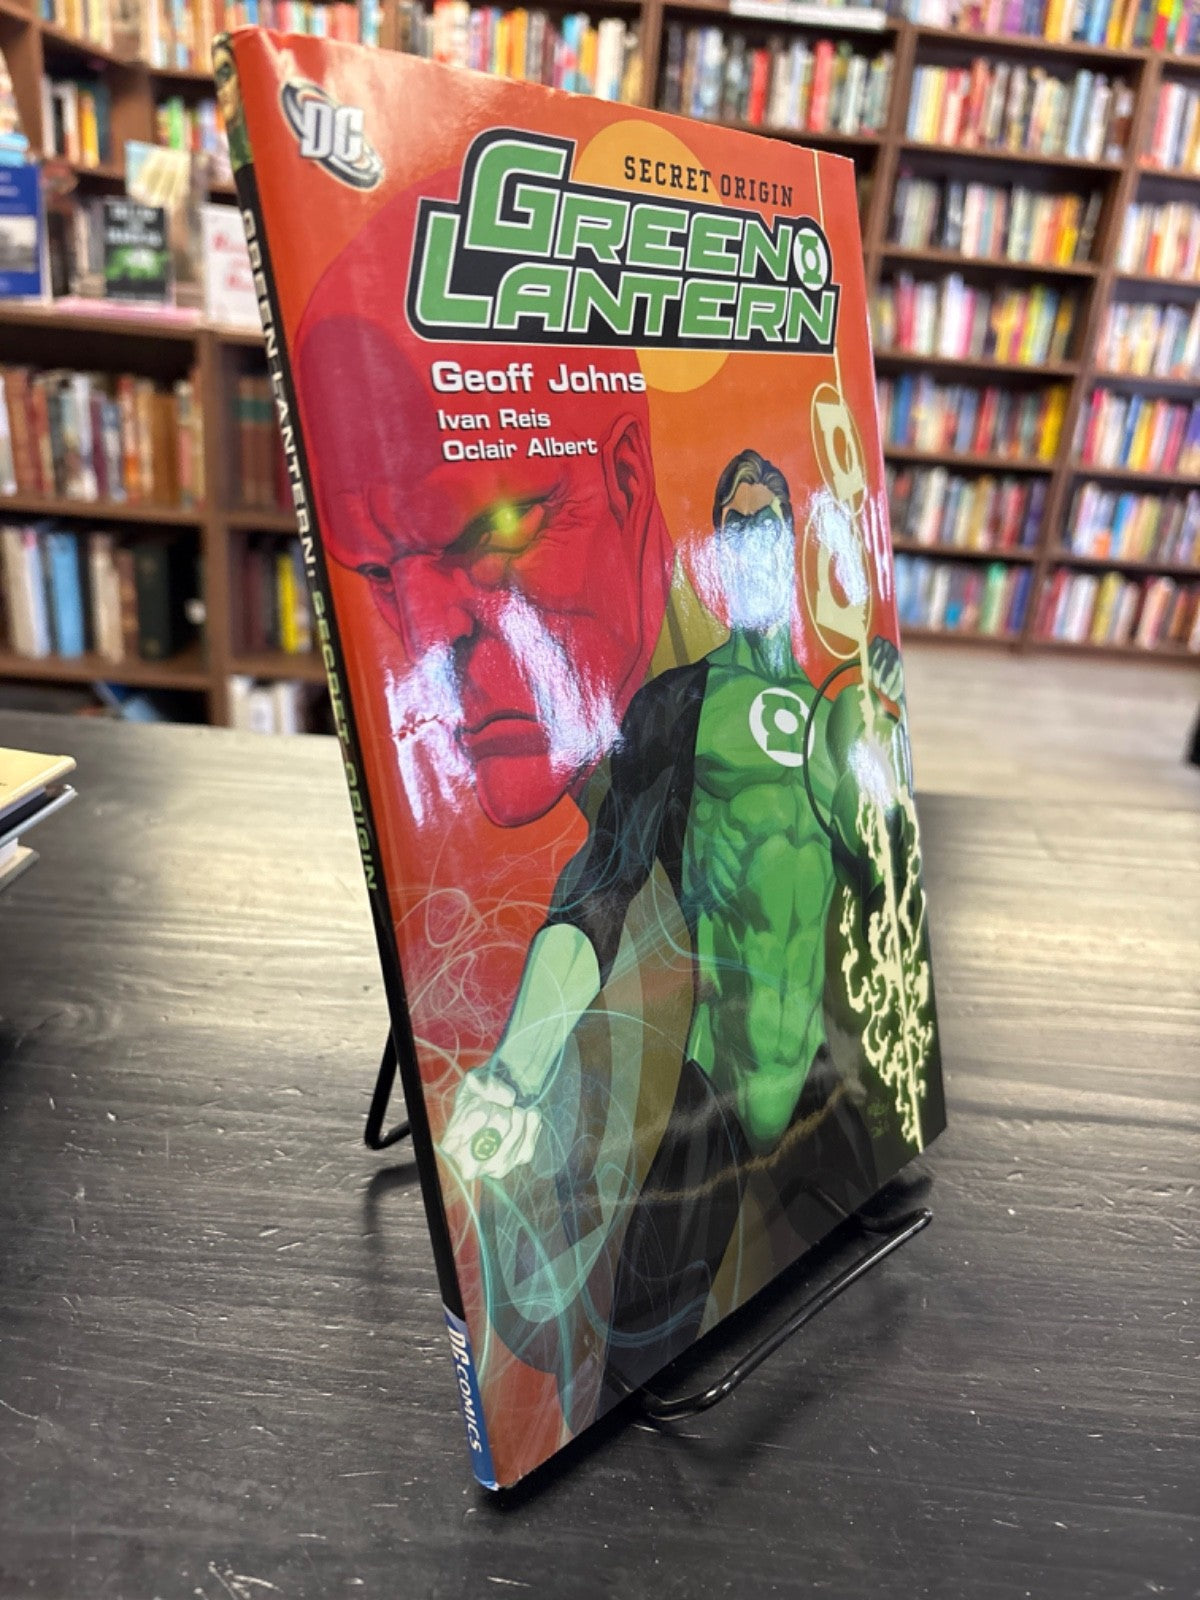 DC
SECRET ORIGIN
GREEN
LANTERN
Geoff Johns
Ivan Reis
Oclair Albert
GREEN LANTERN: SECRET ORIGIN
DC COMICS